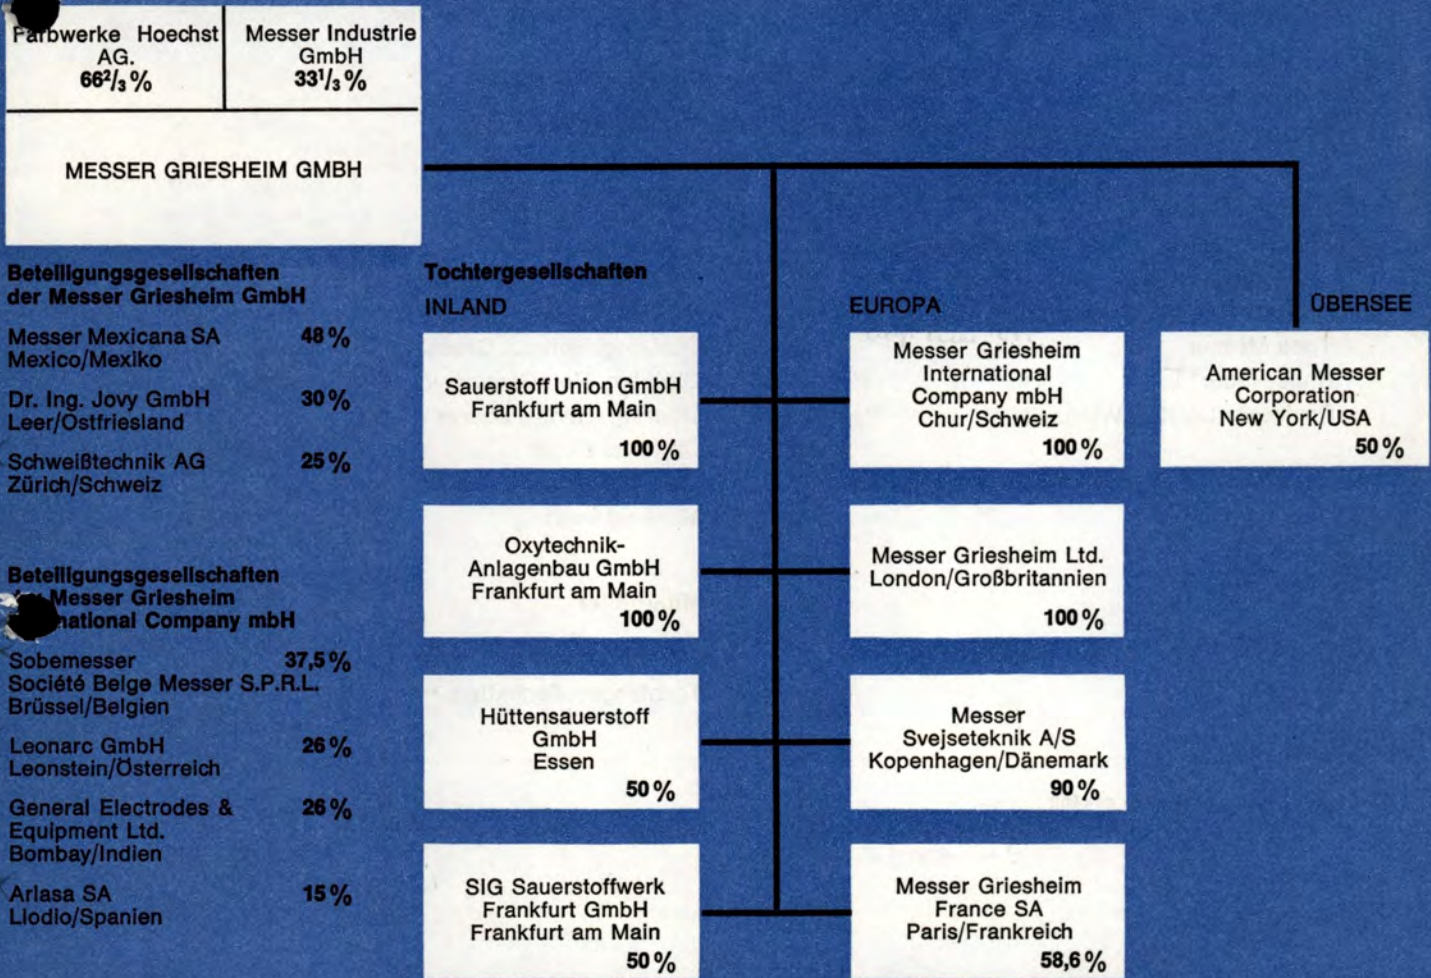 Farbwerke Hoechst
AG.
66²/₃ %
Messer Industrie
GmbH
33¹/₃ %
MESSER GRIESHEIM GMBH
Beteiligungsgesellschaften
der Messer Griesheim GmbH
Messer Mexicana SA 48 %
Mexico/Mexiko
Dr. Ing. Jovy GmbH 30 %
Leer/Ostfriesland
Schweißtechnik AG 25 %
Zürich/Schweiz
Beteiligungsgesellschaften
Messer Griesheim
Company mbH
Sobemesser 37,5 %
Société Belge Messer S.P.R.L.
Brüssel/Belgien
Leonarc GmbH 26 %
Leonstein/Österreich
General Electrodes & 26 %
Equipment Ltd.
Bombay/Indien
Arlasa SA 15 %
Llodio/Spanien
Tochtergesellschaften
INLAND
Sauerstoff Union GmbH
Frankfurt am Main
100 %
Oxytechnik-
Anlagenbau GmbH
Frankfurt am Main
100 %
Hüttensauerstoff
GmbH
Essen
50 %
SIG Sauerstoffwerk
Frankfurt GmbH
Frankfurt am Main
50 %
EUROPA
Messer Griesheim
International
Company mbH
Chur/Schweiz
100 %
Messer Griesheim Ltd.
London/Großbritannien
100 %
Messer
Svejseteknik A/S
Kopenhagen/Dänemark
90 %
Messer Griesheim
France SA
Paris/Frankreich
58,6 %
ÜBERSEE
American Messer
Corporation
New York/USA
50 %